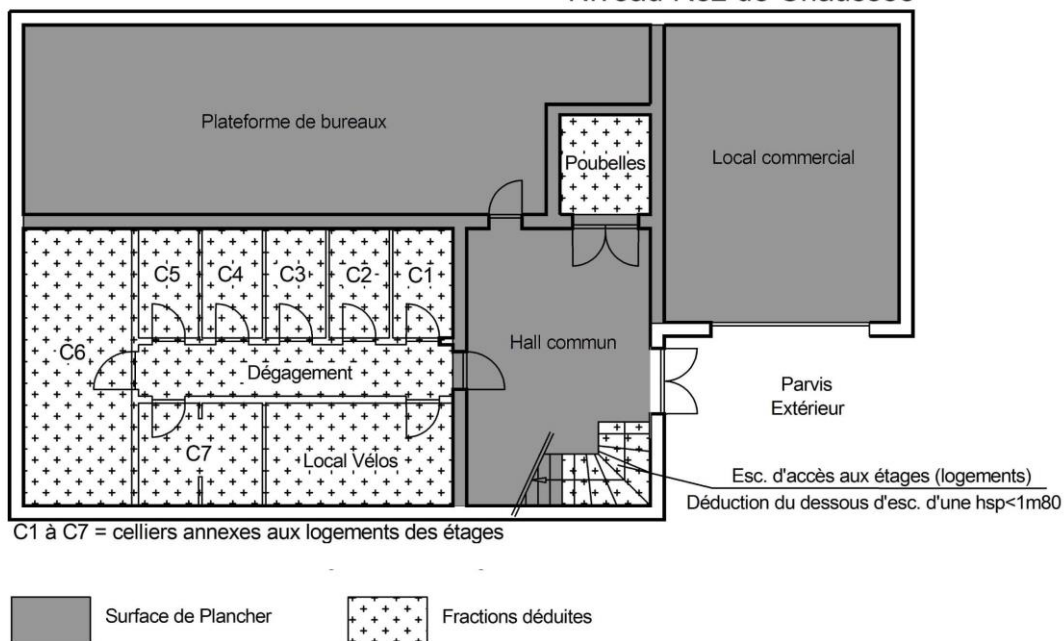 Plateforme de bureaux
Local commercial
Poubelles
C5
C4
C3
C2
C1
C6
Hall commun
Dégagement
Parvis
Extérieur
C7
Local Vélos
Esc. d'accès aux étages (logements)
Déduction du dessous d'esc. d'une hsp<1m80
C1 à C7 = celliers annexes aux logements des étages
Surface de Plancher
Fractions déduites